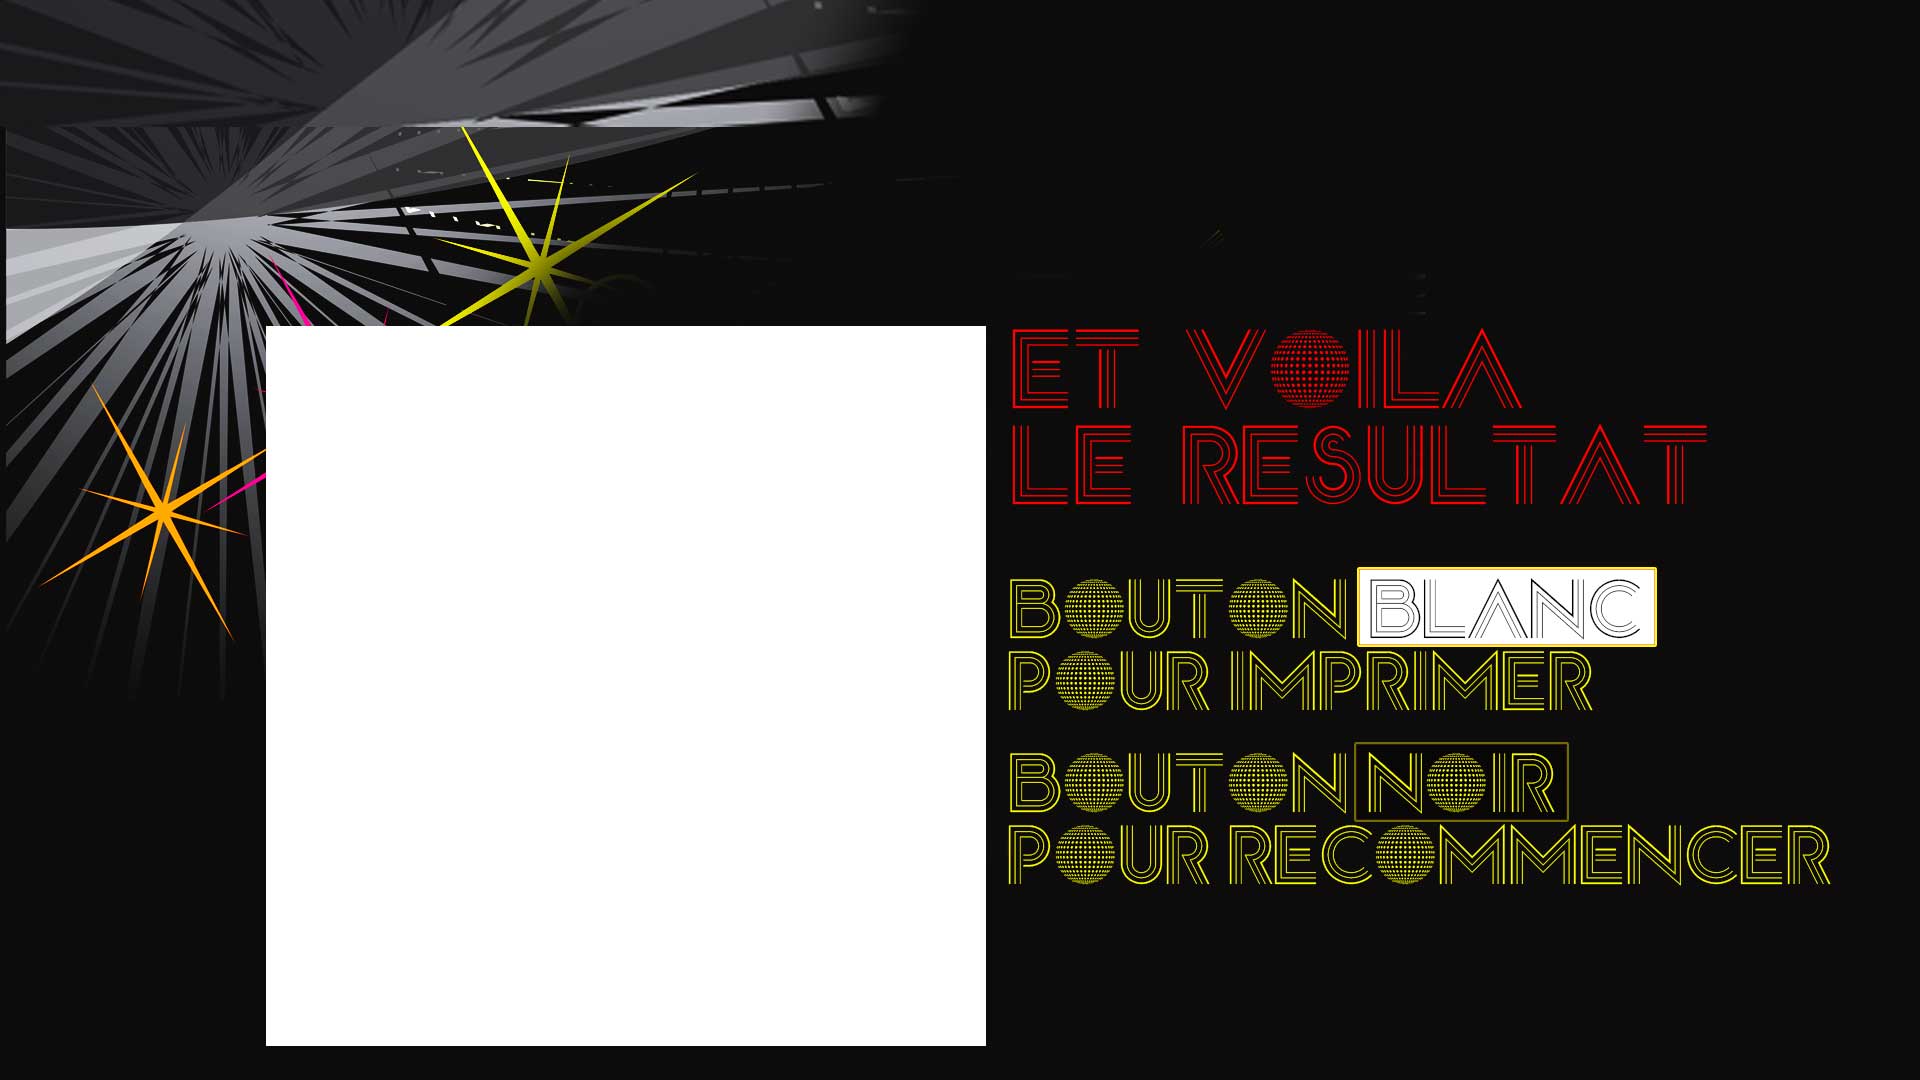 ET VOILA
LE RESULTAT
BOUTON BLANC
POUR IMPRIMER
BOUTON NOIR
POUR RECOMMENCER